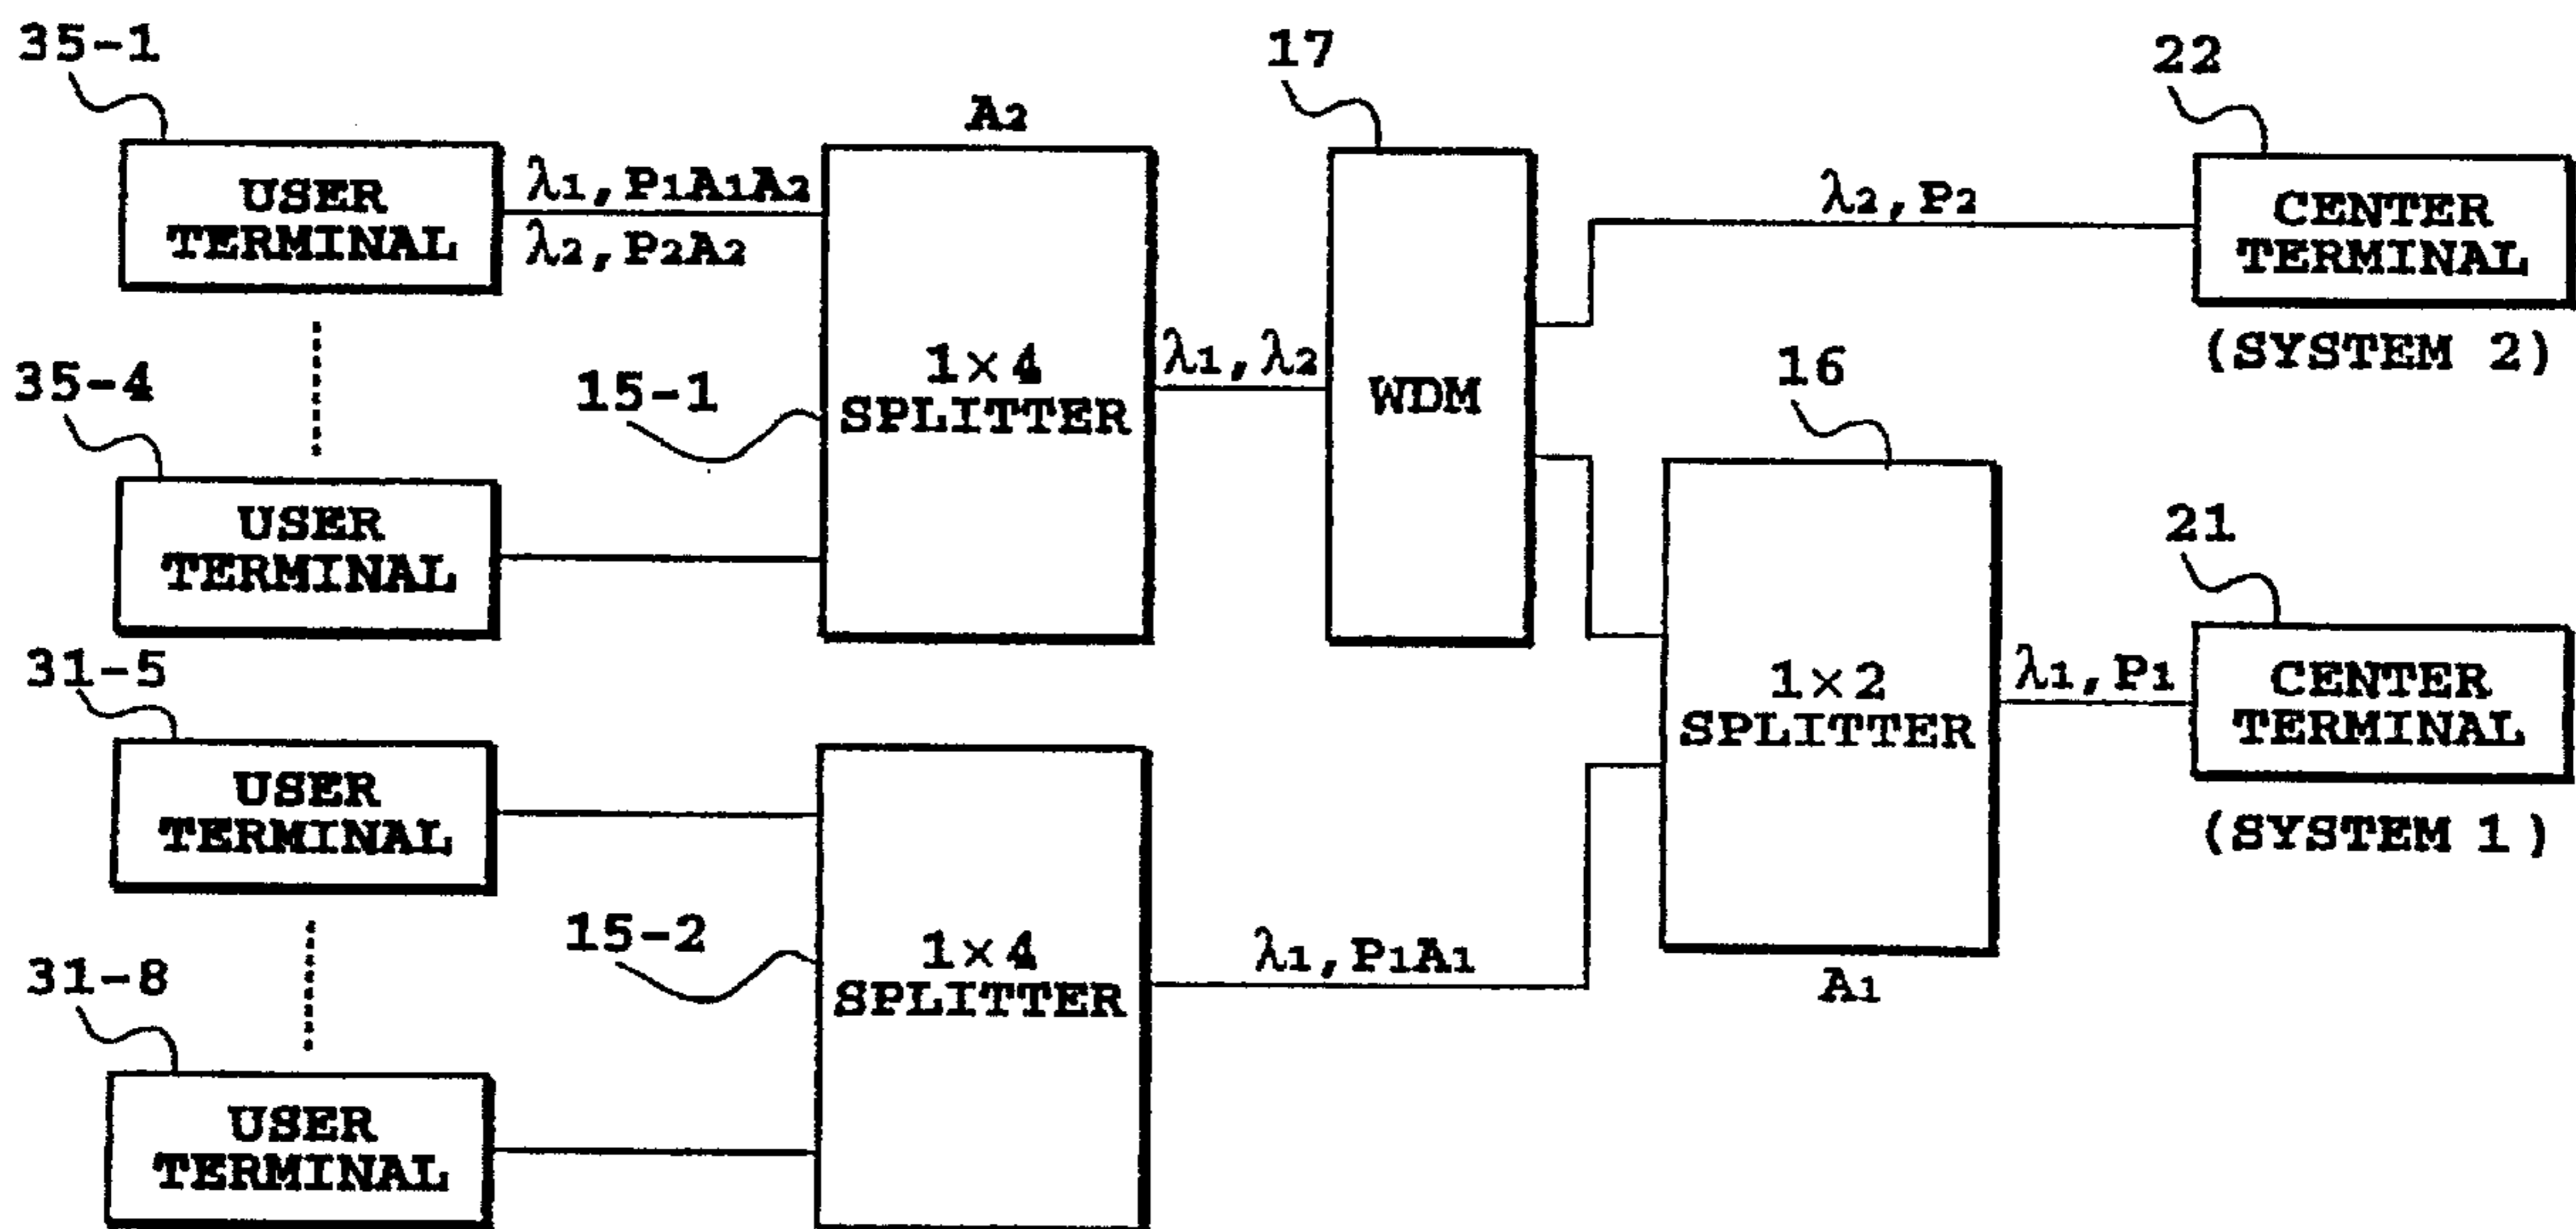 35-1
17
22
A2
USER
TERMINAL
λ1, P1A1A2
λ2, P2A2
λ2, P2
CENTER
TERMINAL
(SYSTEM 2)
35-4
15-1
1×4
SPLITTER
λ1, λ2
WDM
16
USER
TERMINAL
21
31-5
1×2
SPLITTER
λ1, P1
CENTER
TERMINAL
(SYSTEM 1)
USER
TERMINAL
15-2
1×4
SPLITTER
λ1, P1A1
A1
31-8
USER
TERMINAL